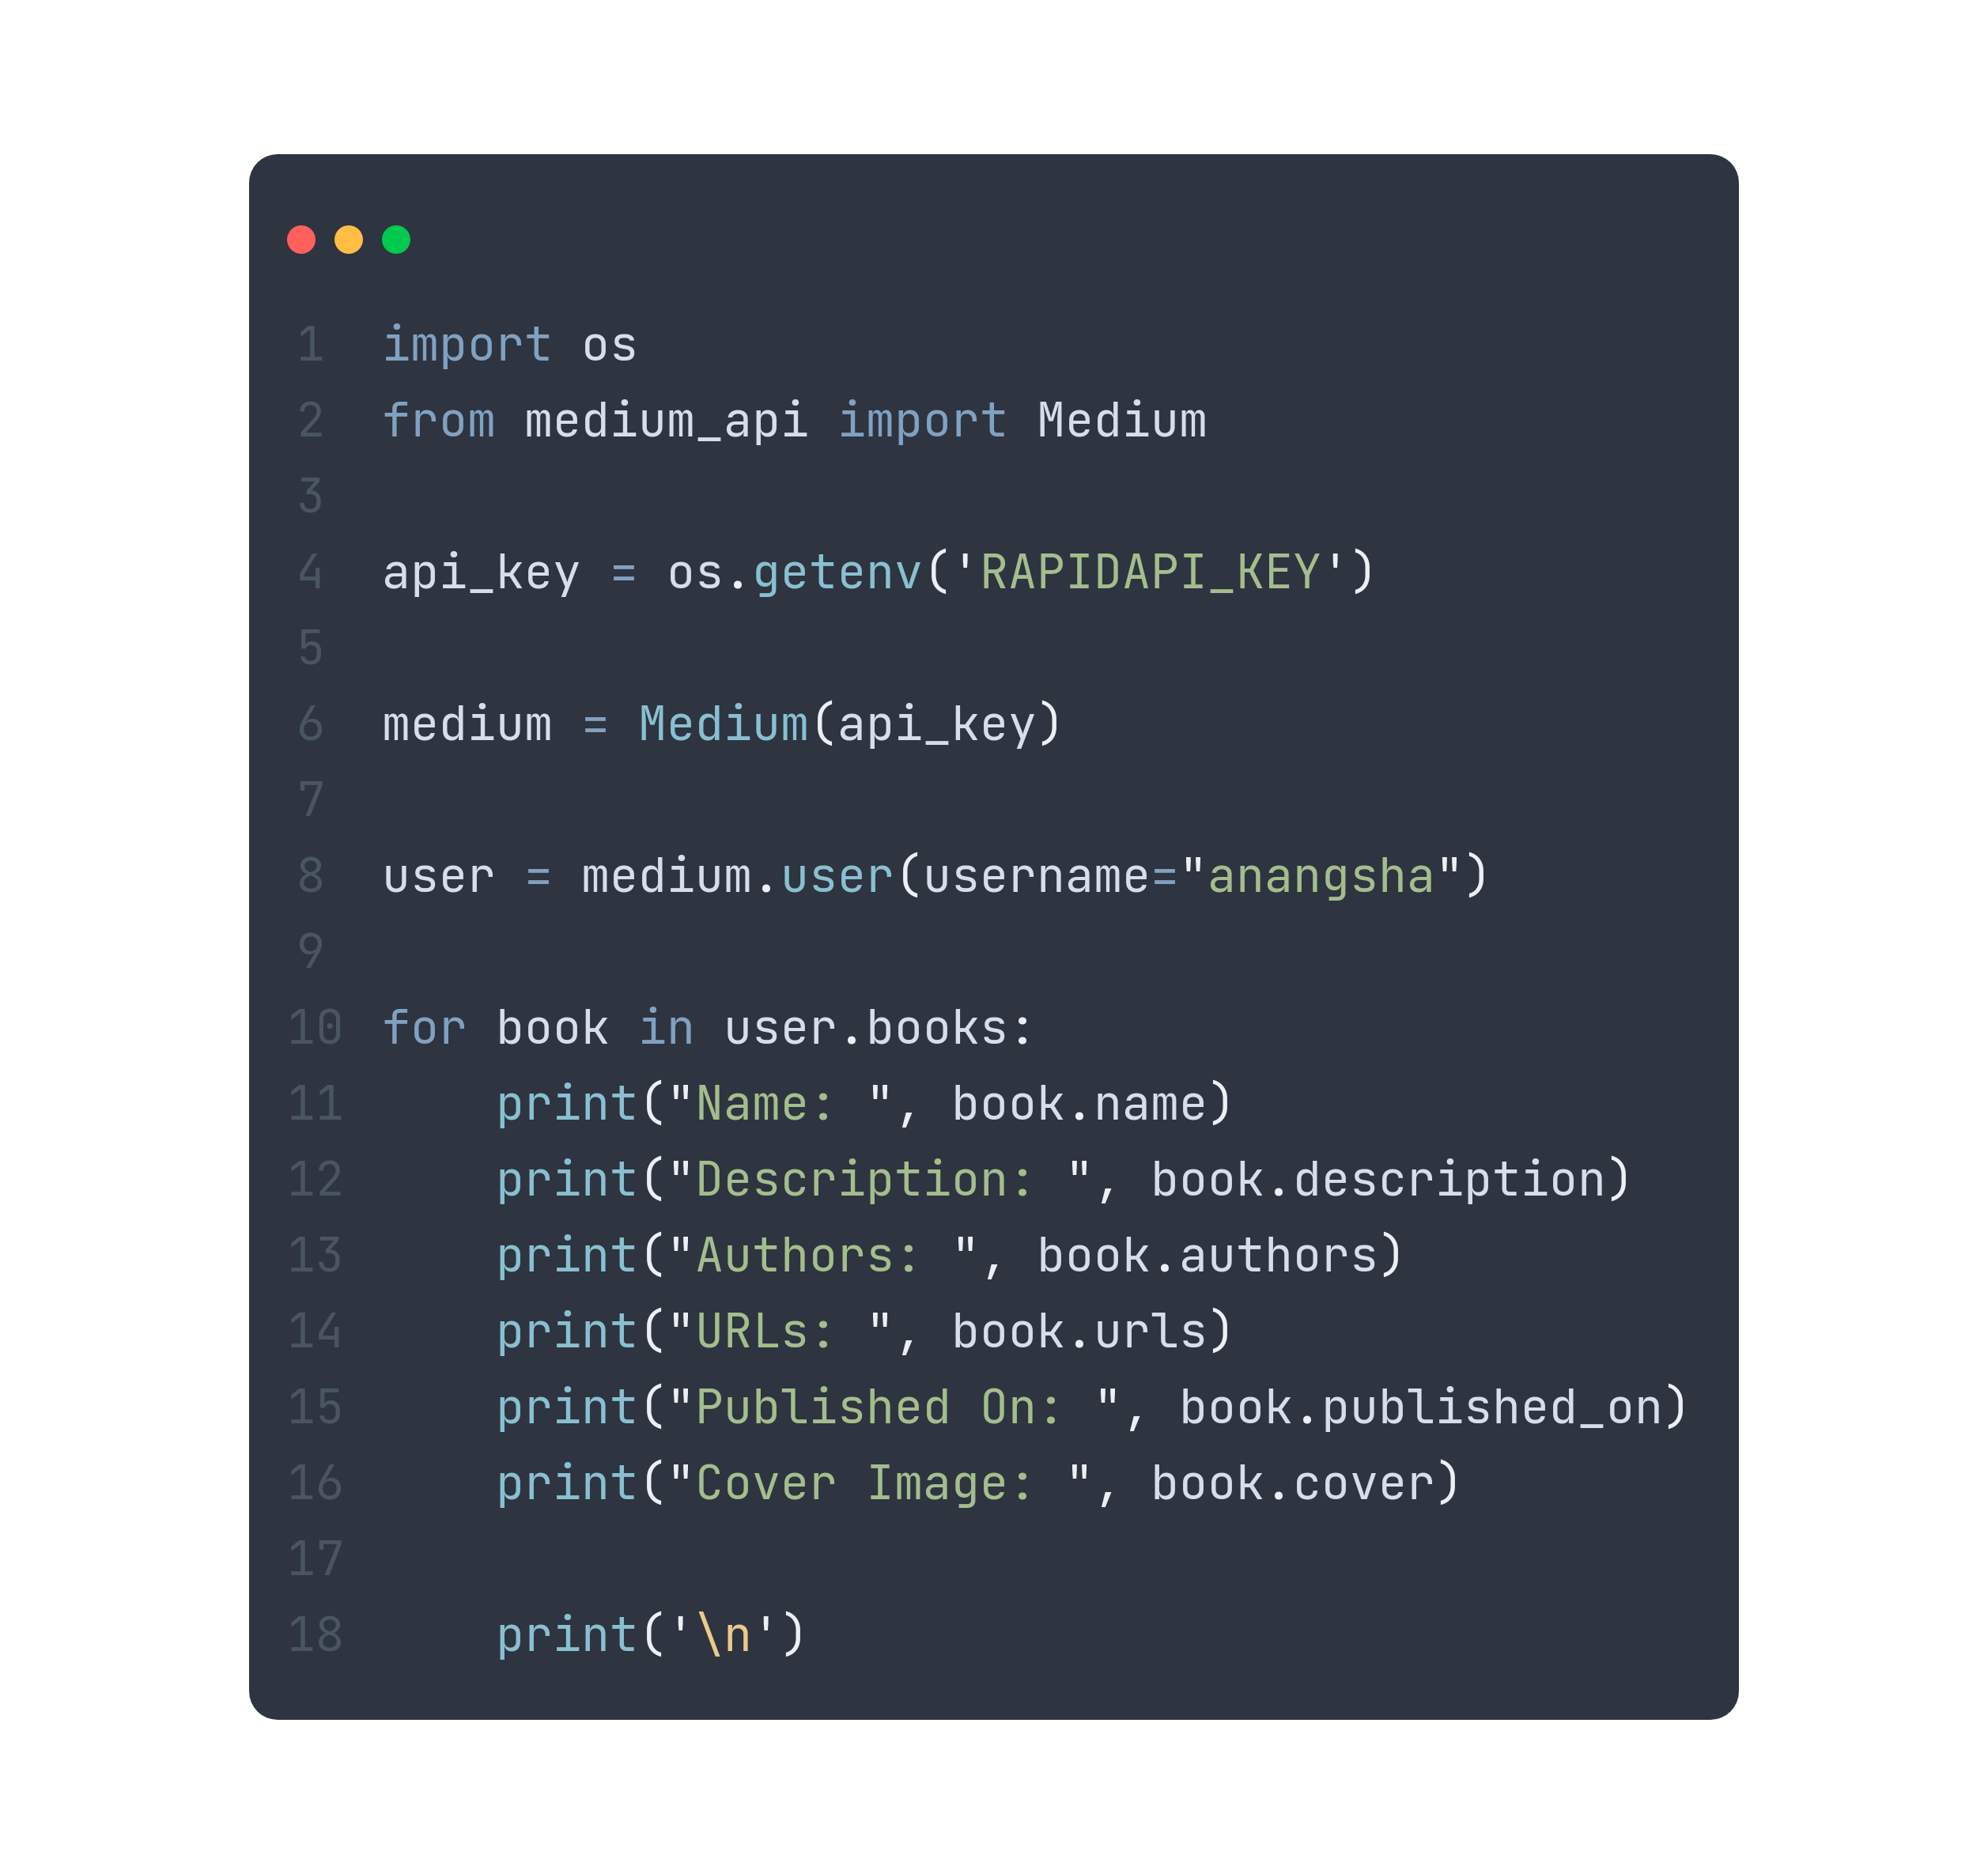 1 import os
2 from medium_api import Medium
3
4 api_key = os.getenv('RAPIDAPI_KEY')
5
6 medium = Medium(api_key)
7
8 user = medium.user(username="anangsha")
9
10 for book in user.books:
11     print("Name: ", book.name)
12     print("Description: ", book.description)
13     print("Authors: ", book.authors)
14     print("URLs: ", book.urls)
15     print("Published On: ", book.published_on)
16     print("Cover Image: ", book.cover)
17
18     print('\n')